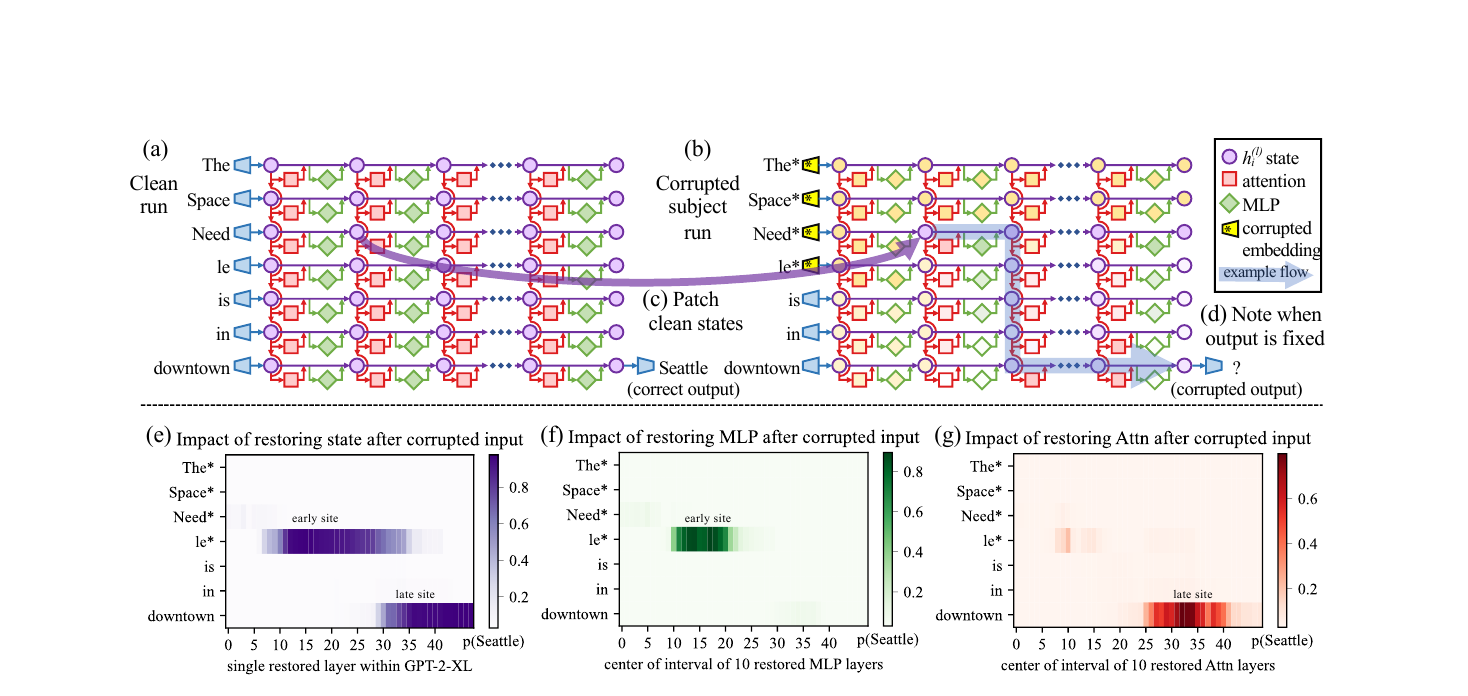 (a)
Clean
run
The
Space
Need
le
is
in
downtown
Seattle
(correct output)
(b)
Corrupted
subject
run
The*
Space*
Need*
le*
is
in
downtown
?
(corrupted output)
(c) Patch
clean states
(d) Note when
output is fixed
h_i^(l) state
attention
MLP
* corrupted
embedding
example flow
(e) Impact of restoring state after corrupted input
The*
Space*
Need*
le*
is
in
downtown
early site
late site
0 5 10 15 20 25 30 35 40
0.8
0.6
0.4
0.2
p(Seattle)
single restored layer within GPT-2-XL
(f) Impact of restoring MLP after corrupted input
The*
Space*
Need*
le*
is
in
downtown
early site
0 5 10 15 20 25 30 35 40
0.8
0.6
0.4
0.2
p(Seattle)
center of interval of 10 restored MLP layers
(g) Impact of restoring Attn after corrupted input
The*
Space*
Need*
le*
is
in
downtown
late site
0 5 10 15 20 25 30 35 40
0.6
0.4
0.2
p(Seattle)
center of interval of 10 restored Attn layers